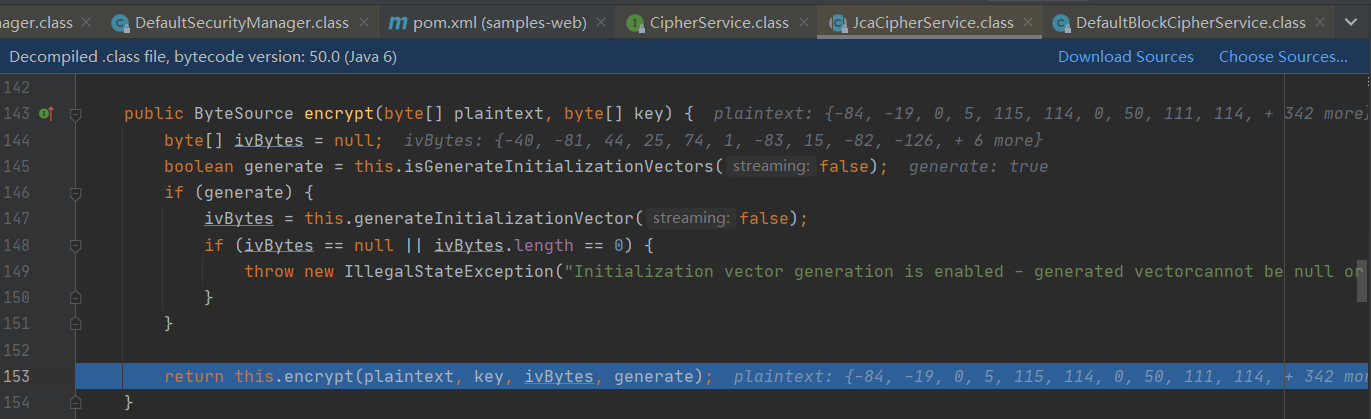 ager.class DefaultSecurityManager.class pom.xml (samples-web) CipherService.class JcaCipherService.class DefaultBlockCipherService.class
Decompiled .class file, bytecode version: 50.0 (Java 6) Download Sources Choose Sources...
142
143 public ByteSource encrypt(byte[] plaintext, byte[] key) { plaintext: {-84, -19, 0, 5, 115, 114, 0, 50, 111, 114, + 342 more}
144 byte[] ivBytes = null; ivBytes: {-40, -81, 44, 25, 74, 1, -83, 15, -82, -126, + 6 more}
145 boolean generate = this.isGenerateInitializationVectors( streaming: false); generate: true
146 if (generate) {
147 ivBytes = this.generateInitializationVector( streaming: false);
148 if (ivBytes == null || ivBytes.length == 0) {
149 throw new IllegalStateException("Initialization vector generation is enabled - generated vectorcannot be null or
150 }
151 }
152
153 return this.encrypt(plaintext, key, ivBytes, generate); plaintext: {-84, -19, 0, 5, 115, 114, 0, 50, 111, 114, + 342 mor
154 }